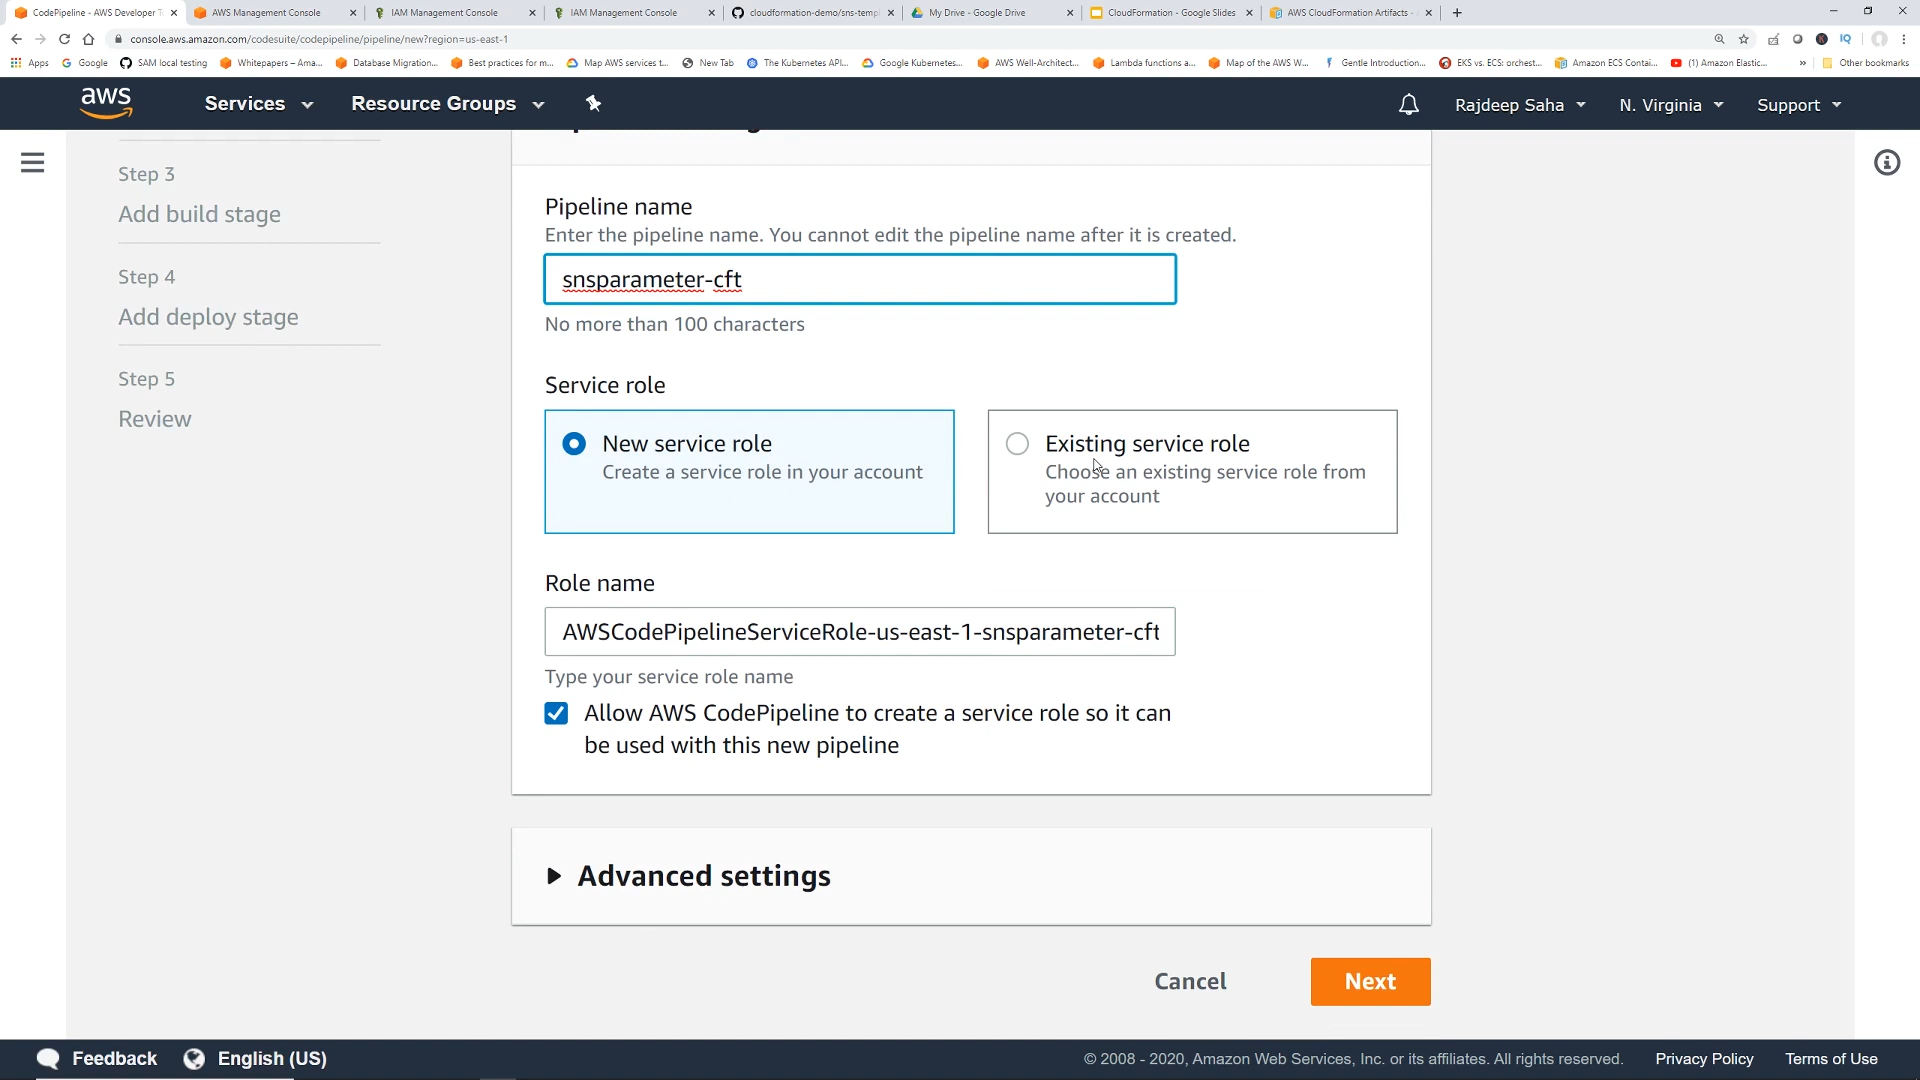 CodePipeline - AWS Developer T
AWS Management Console
IAM Management Console
IAM Management Console
cloudformation-demo/sns-templ
My Drive - Google Drive
CloudFormation - Google Slides
AWS CloudFormation Artifacts -
console.aws.amazon.com/codesuite/codepipeline/pipeline/new?region=us-east-1
Apps
Google
SAM local testing
Whitepapers – Ama...
Database Migration...
Best practices for m...
Map AWS services t...
New Tab
The Kubernetes API...
Google Kubernetes...
AWS Well-Architect...
Lambda functions a...
Map of the AWS W...
Gentle Introduction...
EKS vs. ECS: orchest...
Amazon ECS Contai...
(1) Amazon Elastic...
»
Other bookmarks
aws
Services
Resource Groups
Rajdeep Saha
N. Virginia
Support
Step 3
Add build stage
Step 4
Add deploy stage
Step 5
Review
Pipeline name
Enter the pipeline name. You cannot edit the pipeline name after it is created.
snsparameter-cft
No more than 100 characters
Service role
New service role
Create a service role in your account
Existing service role
Choose an existing service role from
your account
Role name
AWSCodePipelineServiceRole-us-east-1-snsparameter-cft
Type your service role name
Allow AWS CodePipeline to create a service role so it can
be used with this new pipeline
Advanced settings
Cancel
Next
Feedback
English (US)
© 2008 - 2020, Amazon Web Services, Inc. or its affiliates. All rights reserved.
Privacy Policy
Terms of Use